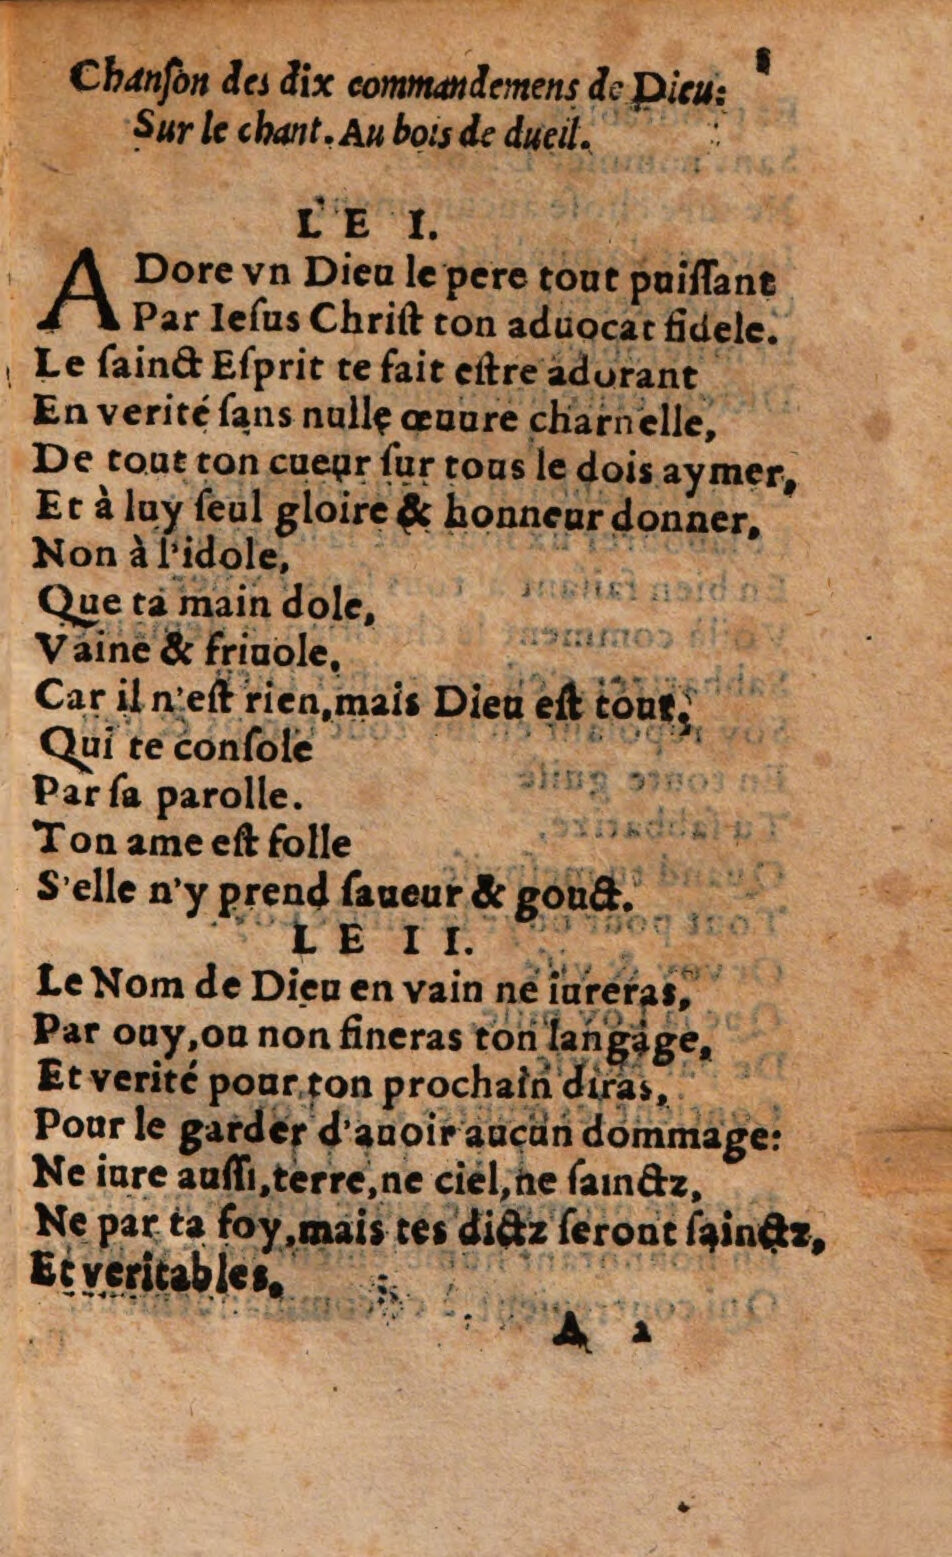 8
Chanſon des dix commandemens de Dieu:
Sur le chant. Au bois de dueil.
LE I.
ADore vn Dieu le pere tout puiſſant
Par Ieſus Chriſt ton aduocat fidele.
Le ſainct Eſprit te fait eſtre adorant
En verité ſans nulle œuure charnelle,
De tout ton cueur ſur tous le dois aymer,
Et à luy ſeul gloire & honneur donner,
Non à l'idole,
Que ta main dole,
Vaine & friuole,
Car il n'eſt rien, mais Dieu eſt tout,
Qui te conſole
Par ſa parolle.
Ton ame eſt folle
S'elle n'y prend ſaueur & gouct.
LE II.
Le Nom de Dieu en vain ne iureras,
Par ouy, ou non fineras ton langage,
Et verité pour ton prochain diras,
Pour le garder d'auoir aucun dommage:
Ne iure auſſi, terre, ne ciel, ne ſainctz,
Ne par ta foy, mais tes dictz ſeront ſainctz,
Et veritables.
A 2